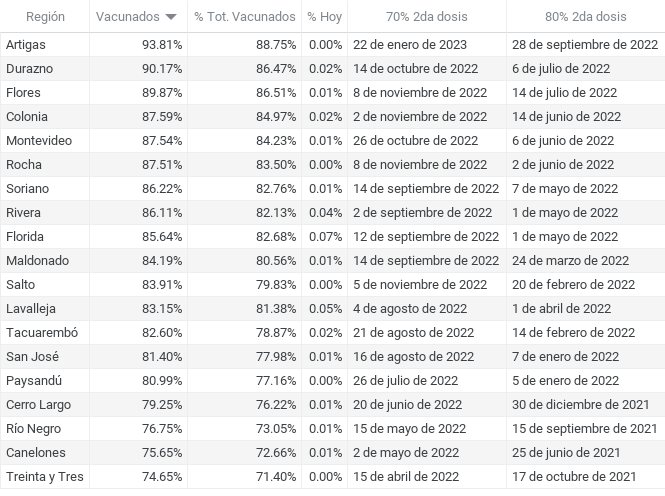 Región Vacunados % Tot. Vacunados % Hoy 70% 2da dosis 80% 2da dosis
Artigas 93.81% 88.75% 0.00% 22 de enero de 2023 28 de septiembre de 2022
Durazno 90.17% 86.47% 0.02% 14 de octubre de 2022 6 de julio de 2022
Flores 89.87% 86.51% 0.01% 8 de noviembre de 2022 14 de julio de 2022
Colonia 87.59% 84.97% 0.02% 2 de noviembre de 2022 14 de junio de 2022
Montevideo 87.54% 84.23% 0.01% 26 de octubre de 2022 6 de junio de 2022
Rocha 87.51% 83.50% 0.00% 8 de noviembre de 2022 2 de junio de 2022
Soriano 86.22% 82.76% 0.01% 14 de septiembre de 2022 7 de mayo de 2022
Rivera 86.11% 82.13% 0.04% 2 de septiembre de 2022 1 de mayo de 2022
Florida 85.64% 82.68% 0.07% 12 de septiembre de 2022 1 de mayo de 2022
Maldonado 84.19% 80.56% 0.01% 14 de septiembre de 2022 24 de marzo de 2022
Salto 83.91% 79.83% 0.00% 5 de noviembre de 2022 20 de febrero de 2022
Lavalleja 83.15% 81.38% 0.05% 4 de agosto de 2022 1 de abril de 2022
Tacuarembó 82.60% 78.87% 0.02% 21 de agosto de 2022 14 de febrero de 2022
San José 81.40% 77.98% 0.01% 16 de agosto de 2022 7 de enero de 2022
Paysandú 80.99% 77.16% 0.00% 26 de julio de 2022 5 de enero de 2022
Cerro Largo 79.25% 76.22% 0.01% 20 de junio de 2022 30 de diciembre de 2021
Río Negro 76.75% 73.05% 0.01% 15 de mayo de 2022 15 de septiembre de 2021
Canelones 75.65% 72.66% 0.01% 2 de mayo de 2022 25 de junio de 2021
Treinta y Tres 74.65% 71.40% 0.00% 15 de abril de 2022 17 de octubre de 2021